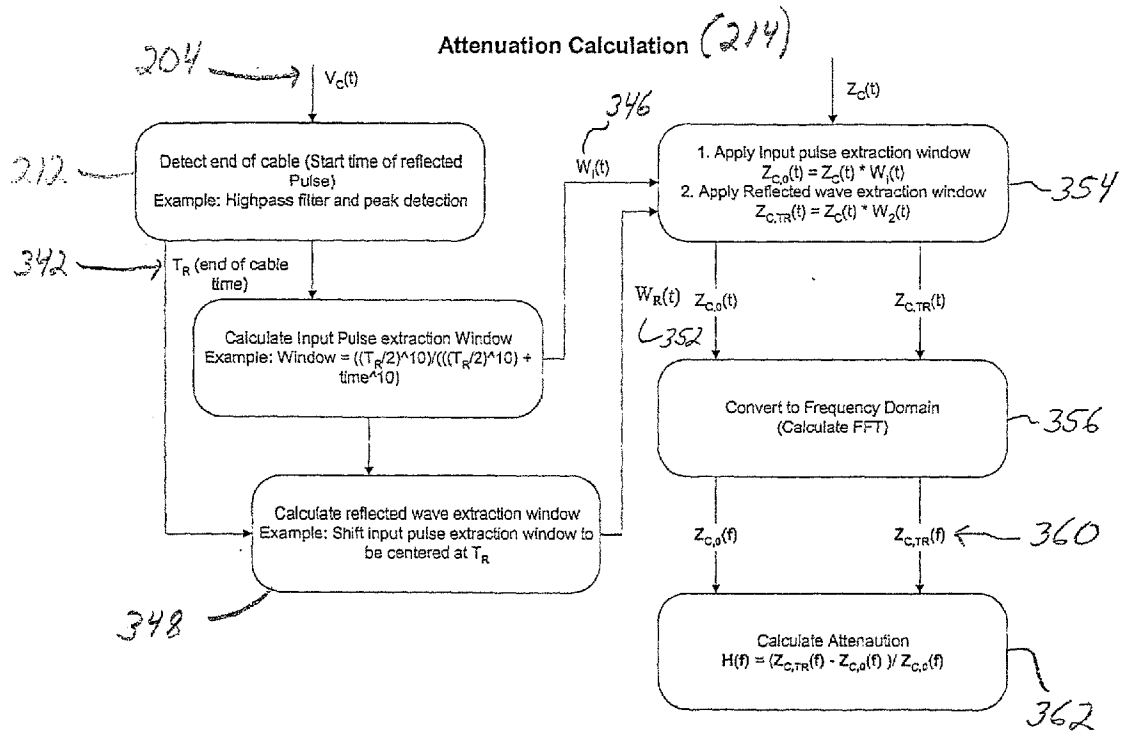 Attenuation Calculation (214)
204
V_C(t)
Z_C(t)
346
212
Detect end of cable (Start time of reflected
Pulse)
Example: Highpass filter and peak detection
W_I(t)
1. Apply Input pulse extraction window
Z_C,0(t) = Z_C(t) * W_I(t)
2. Apply Reflected wave extraction window
Z_C,TR(t) = Z_C(t) * W_2(t)
354
342
T_R (end of cable
time)
W_R(t)
352
Z_C,0(t)
Z_C,TR(t)
Calculate Input Pulse extraction Window
Example: Window = ((T_R/2)^10)/(((T_R/2)^10) +
time^10)
Convert to Frequency Domain
(Calculate FFT)
356
Calculate reflected wave extraction window
Example: Shift input pulse extraction window to
be centered at T_R
348
Z_C,0(f)
Z_C,TR(f)
360
Calculate Attenaution
H(f) = (Z_C,TR(f) - Z_C,0(f) )/ Z_C,0(f)
362